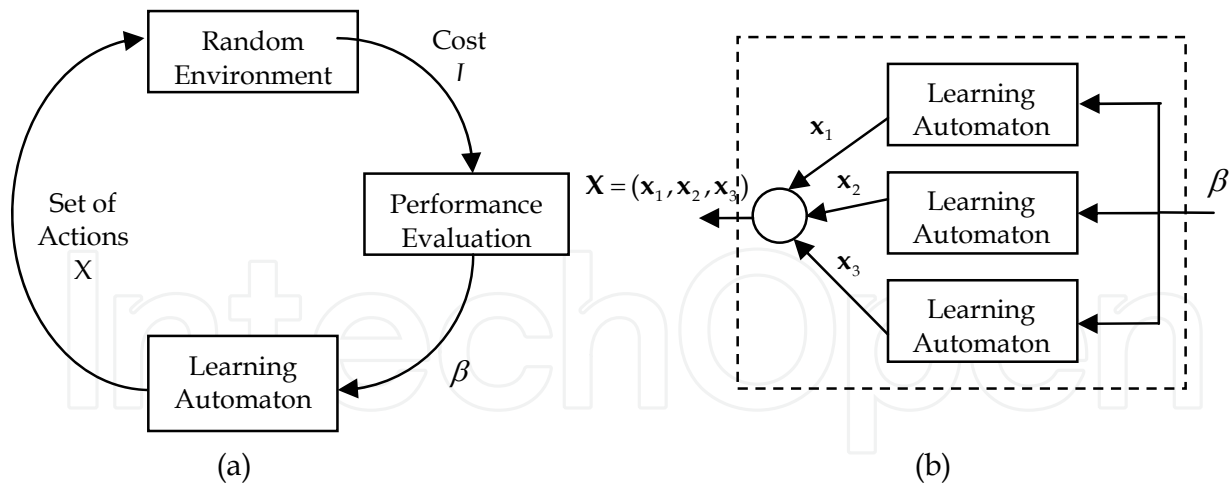 Random
Environment
Cost
I
Performance
Evaluation
β
Learning
Automaton
Set of
Actions
X
(a)
X = (x₁, x₂, x₃)
x₁
x₂
x₃
Learning
Automaton
Learning
Automaton
Learning
Automaton
β
(b)
IntechOpen